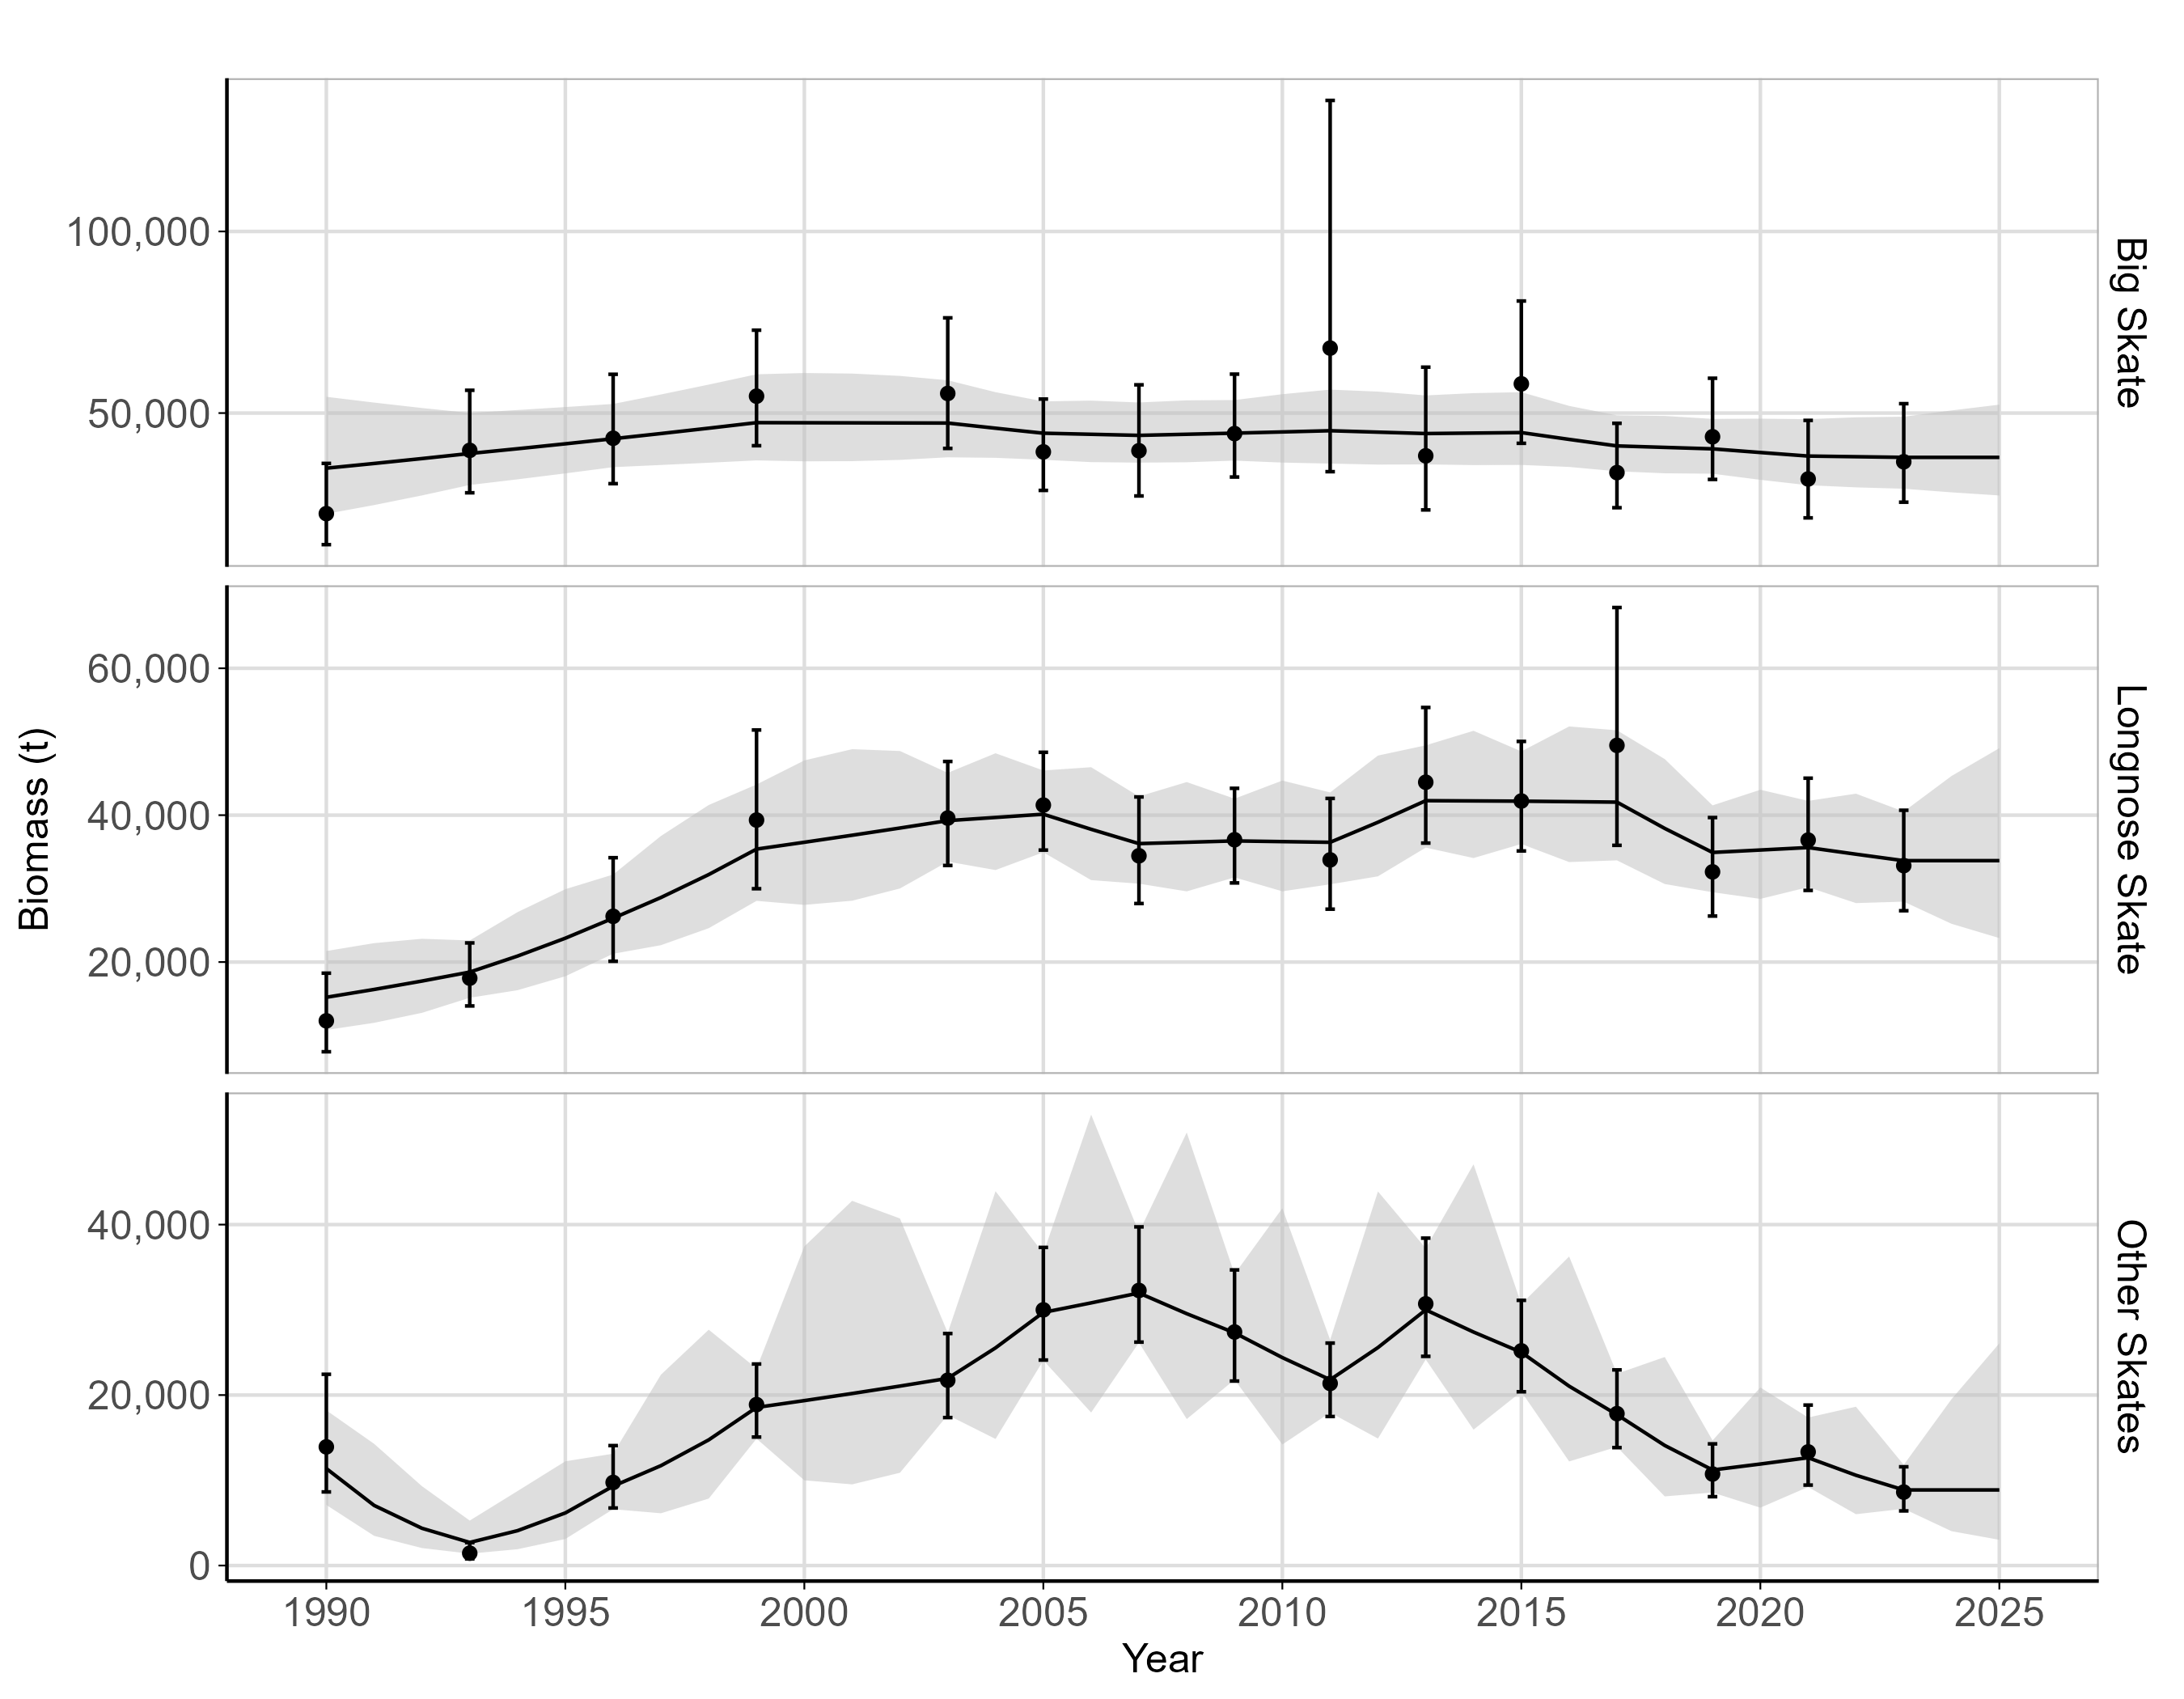 100,000
50,000
Big Skate
60,000
40,000
20,000
Longnose Skate
Biomass (t)
40,000
20,000
0
Other Skates
1990 1995 2000 2005 2010 2015 2020 2025
Year